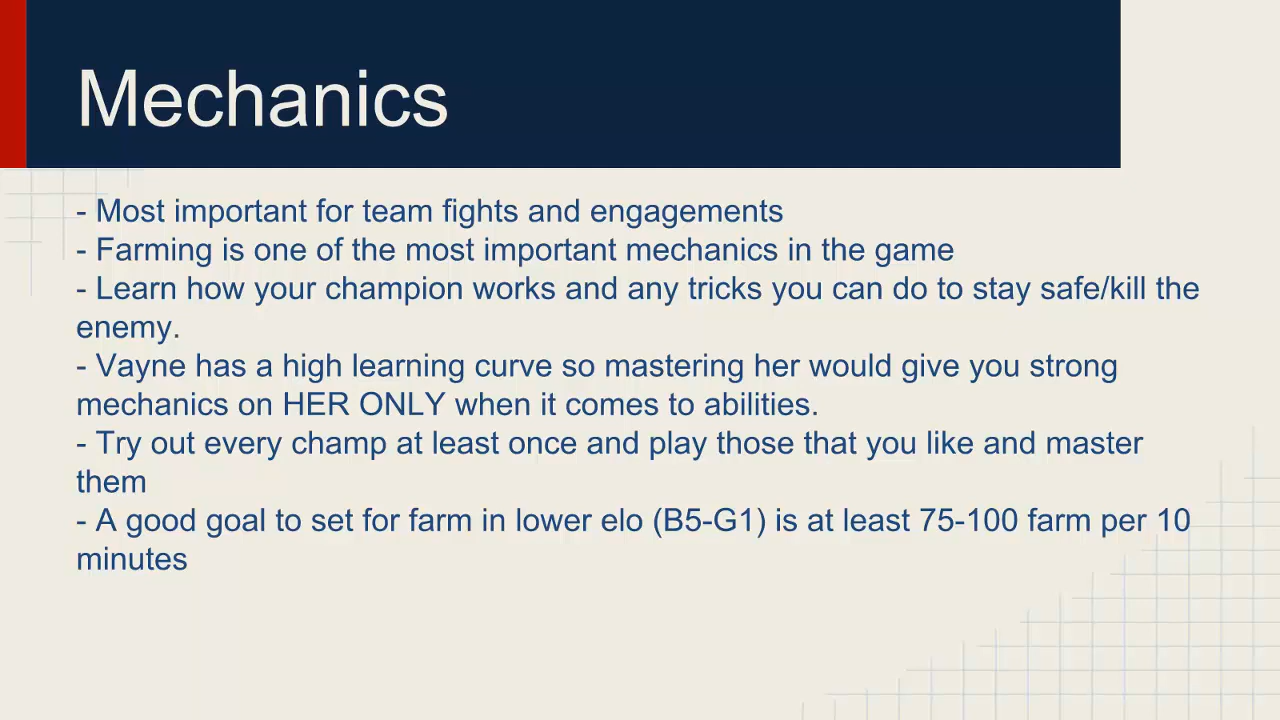 Mechanics
- Most important for team fights and engagements
- Farming is one of the most important mechanics in the game
- Learn how your champion works and any tricks you can do to stay safe/kill the
enemy.
- Vayne has a high learning curve so mastering her would give you strong
mechanics on HER ONLY when it comes to abilities.
- Try out every champ at least once and play those that you like and master
them
- A good goal to set for farm in lower elo (B5-G1) is at least 75-100 farm per 10
minutes